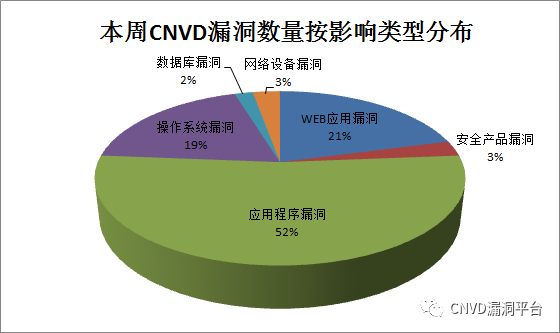 本周CNVD漏洞数量按影响类型分布
数据库漏洞
2%
网络设备漏洞
3%
WEB应用漏洞
21%
安全产品漏洞
3%
操作系统漏洞
19%
应用程序漏洞
52%
CNVD漏洞平台